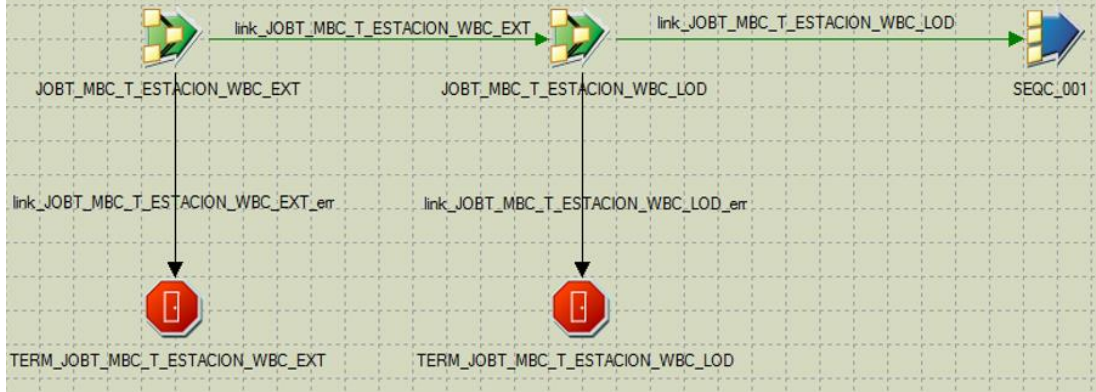 link_JOBT_MBC_T_ESTACION_WBC_EXT
link_JOBT_MBC_T_ESTACION_WBC_LOD
JOBT_MBC_T_ESTACION_WBC_EXT
JOBT_MBC_T_ESTACION_WBC_LOD
SEQC_001
link_JOBT_MBC_T_ESTACION_WBC_EXT_err
link_JOBT_MBC_T_ESTACION_WBC_LOD_err
TERM_JOBT_MBC_T_ESTACION_WBC_EXT
TERM_JOBT_MBC_T_ESTACION_WBC_LOD